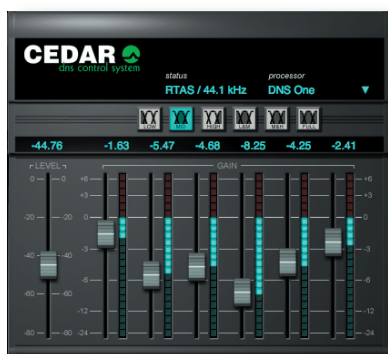 CEDAR
dns control system
status processor
RTAS / 44.1 kHz DNS One
LOW MID HIGH L&M M&H FULL
-44.76 -1.63 -5.47 -4.68 -8.25 -4.25 -2.41
LEVEL GAIN
0 0 +6 +6
+3 +3
-20 -20 0 0
-40 -40 -3 -3
-60 -60 -6 -6
-12 -12
-80 -80 -24 -24